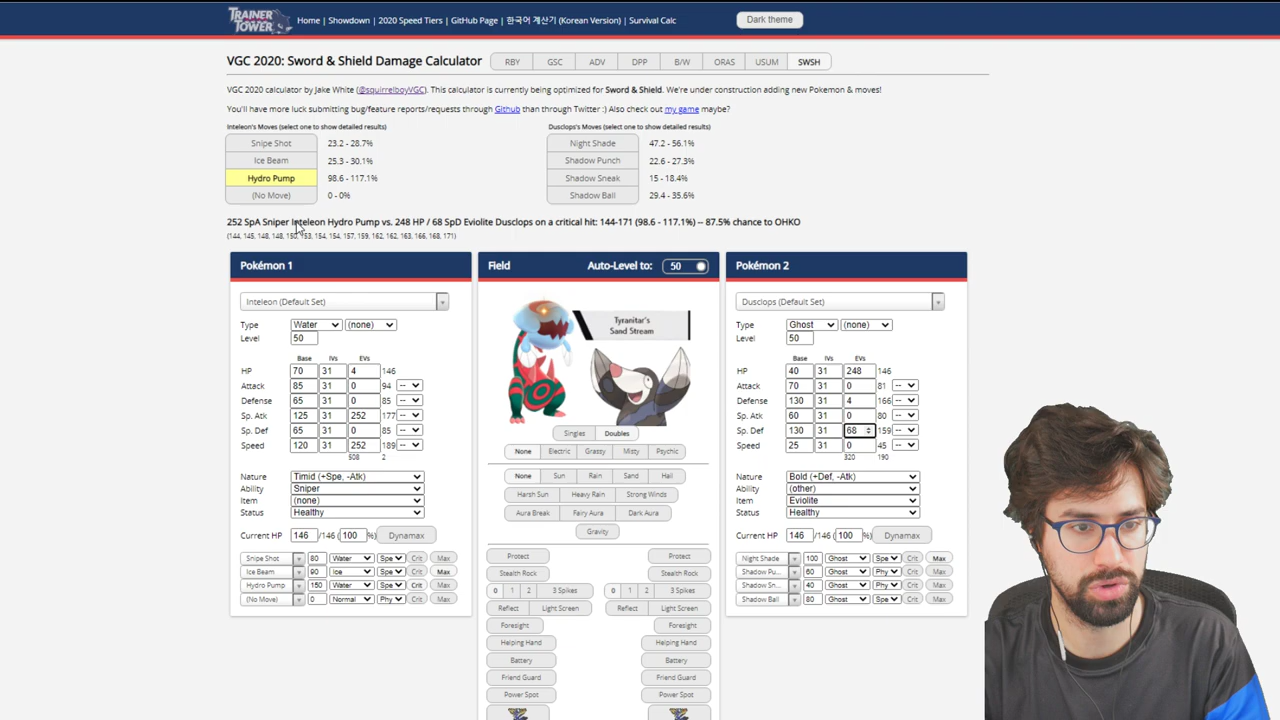 TRAINER TOWER Home | Showdown | 2020 Speed Tiers | GitHub Page | 한국어 계산기 (Korean Version) | Survival Calc Dark theme
VGC 2020: Sword & Shield Damage Calculator RBY GSC ADV DPP B/W ORAS USUM SWSH
VGC 2020 calculator by Jake White (@squirrelboyVGC). This calculator is currently being optimized for Sword & Shield. We're under construction adding new Pokemon & moves!
You'll have more luck submitting bug/feature reports/requests through Github than through Twitter :) Also check out my game maybe?
Inteleon's Moves (select one to show detailed results) Dusclops's Moves (select one to show detailed results)
Snipe Shot 23.2 - 28.7% Night Shade 47.2 - 56.1%
Ice Beam 25.3 - 30.1% Shadow Punch 22.6 - 27.3%
Hydro Pump 98.6 - 117.1% Shadow Sneak 15 - 18.4%
(No Move) 0 - 0% Shadow Ball 29.4 - 35.6%
252 SpA Sniper Inteleon Hydro Pump vs. 248 HP / 68 SpD Eviolite Dusclops on a critical hit: 144-171 (98.6 - 117.1%) -- 87.5% chance to OHKO
(144, 145, 148, 148, 150, 153, 154, 154, 157, 159, 162, 162, 163, 166, 168, 171)
Pokémon 1 Field Auto-Level to: 50 Pokémon 2
Inteleon (Default Set) Dusclops (Default Set)
Tyranitar's
Sand Stream
Type Water (none) Type Ghost (none)
Level 50 Level 50
Base IVs EVs Base IVs EVs
HP 70 31 4 146 HP 40 31 248 146
Attack 85 31 0 94 -- Attack 70 31 0 81 --
Defense 65 31 0 85 -- Defense 130 31 4 166 --
Sp. Atk 125 31 252 177 -- Sp. Atk 60 31 0 80 --
Sp. Def 65 31 0 85 -- Sp. Def 130 31 68 159 --
Speed 120 31 252 189 -- Speed 25 31 0 45 --
508 2 320 190
Singles Doubles
None Electric Grassy Misty Psychic
Nature Timid (+Spe, -Atk) None Sun Rain Sand Hail Nature Bold (+Def, -Atk)
Ability Sniper Ability (other)
Item (none) Harsh Sun Heavy Rain Strong Winds Item Eviolite
Status Healthy Aura Break Fairy Aura Dark Aura Status Healthy
Gravity
Current HP 146 /146 (100 %) Dynamax Current HP 146 /146 (100 %) Dynamax
Protect Protect
Snipe Shot 80 Water Spe Crit Max Night Shade 100 Ghost Spe Crit Max
Ice Beam 90 Ice Spe Crit Max Stealth Rock Stealth Rock Shadow Pu... 60 Ghost Phy Crit Max
Hydro Pump 150 Water Spe Crit Max 0 1 2 3 Spikes 0 1 2 3 Spikes Shadow Sn... 40 Ghost Phy Crit Max
(No Move) 0 Normal Phy Crit Max Reflect Light Screen Reflect Light Screen Shadow Ball 80 Ghost Spe Crit Max
Foresight Foresight
Helping Hand Helping Hand
Battery Battery
Friend Guard Friend Guard
Power Spot Power Spot